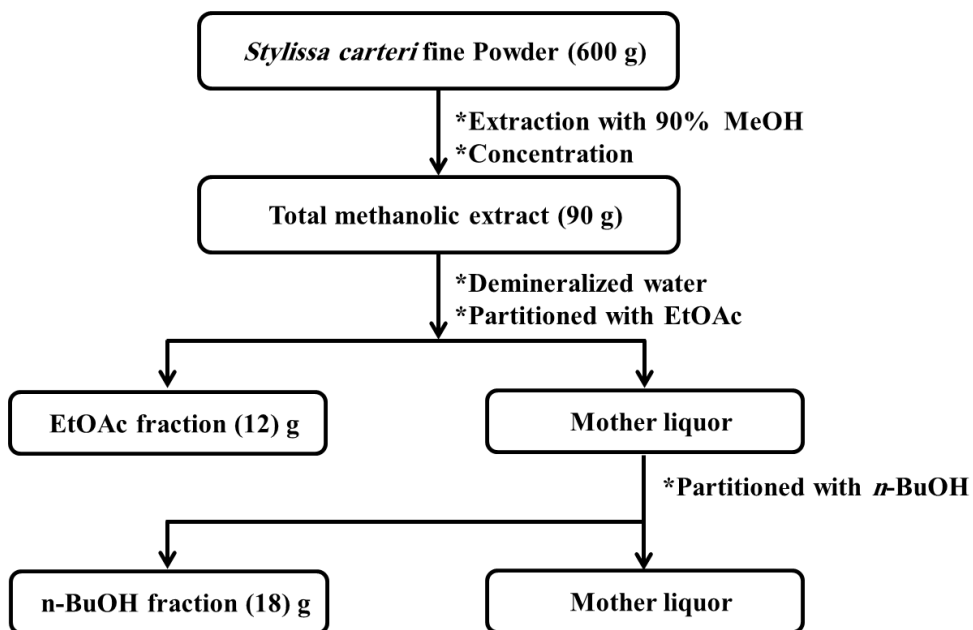 Stylissa carteri fine Powder (600 g)
*Extraction with 90% MeOH
*Concentration
Total methanolic extract (90 g)
*Demineralized water
*Partitioned with EtOAc
EtOAc fraction (12) g
Mother liquor
*Partitioned with n-BuOH
n-BuOH fraction (18) g
Mother liquor